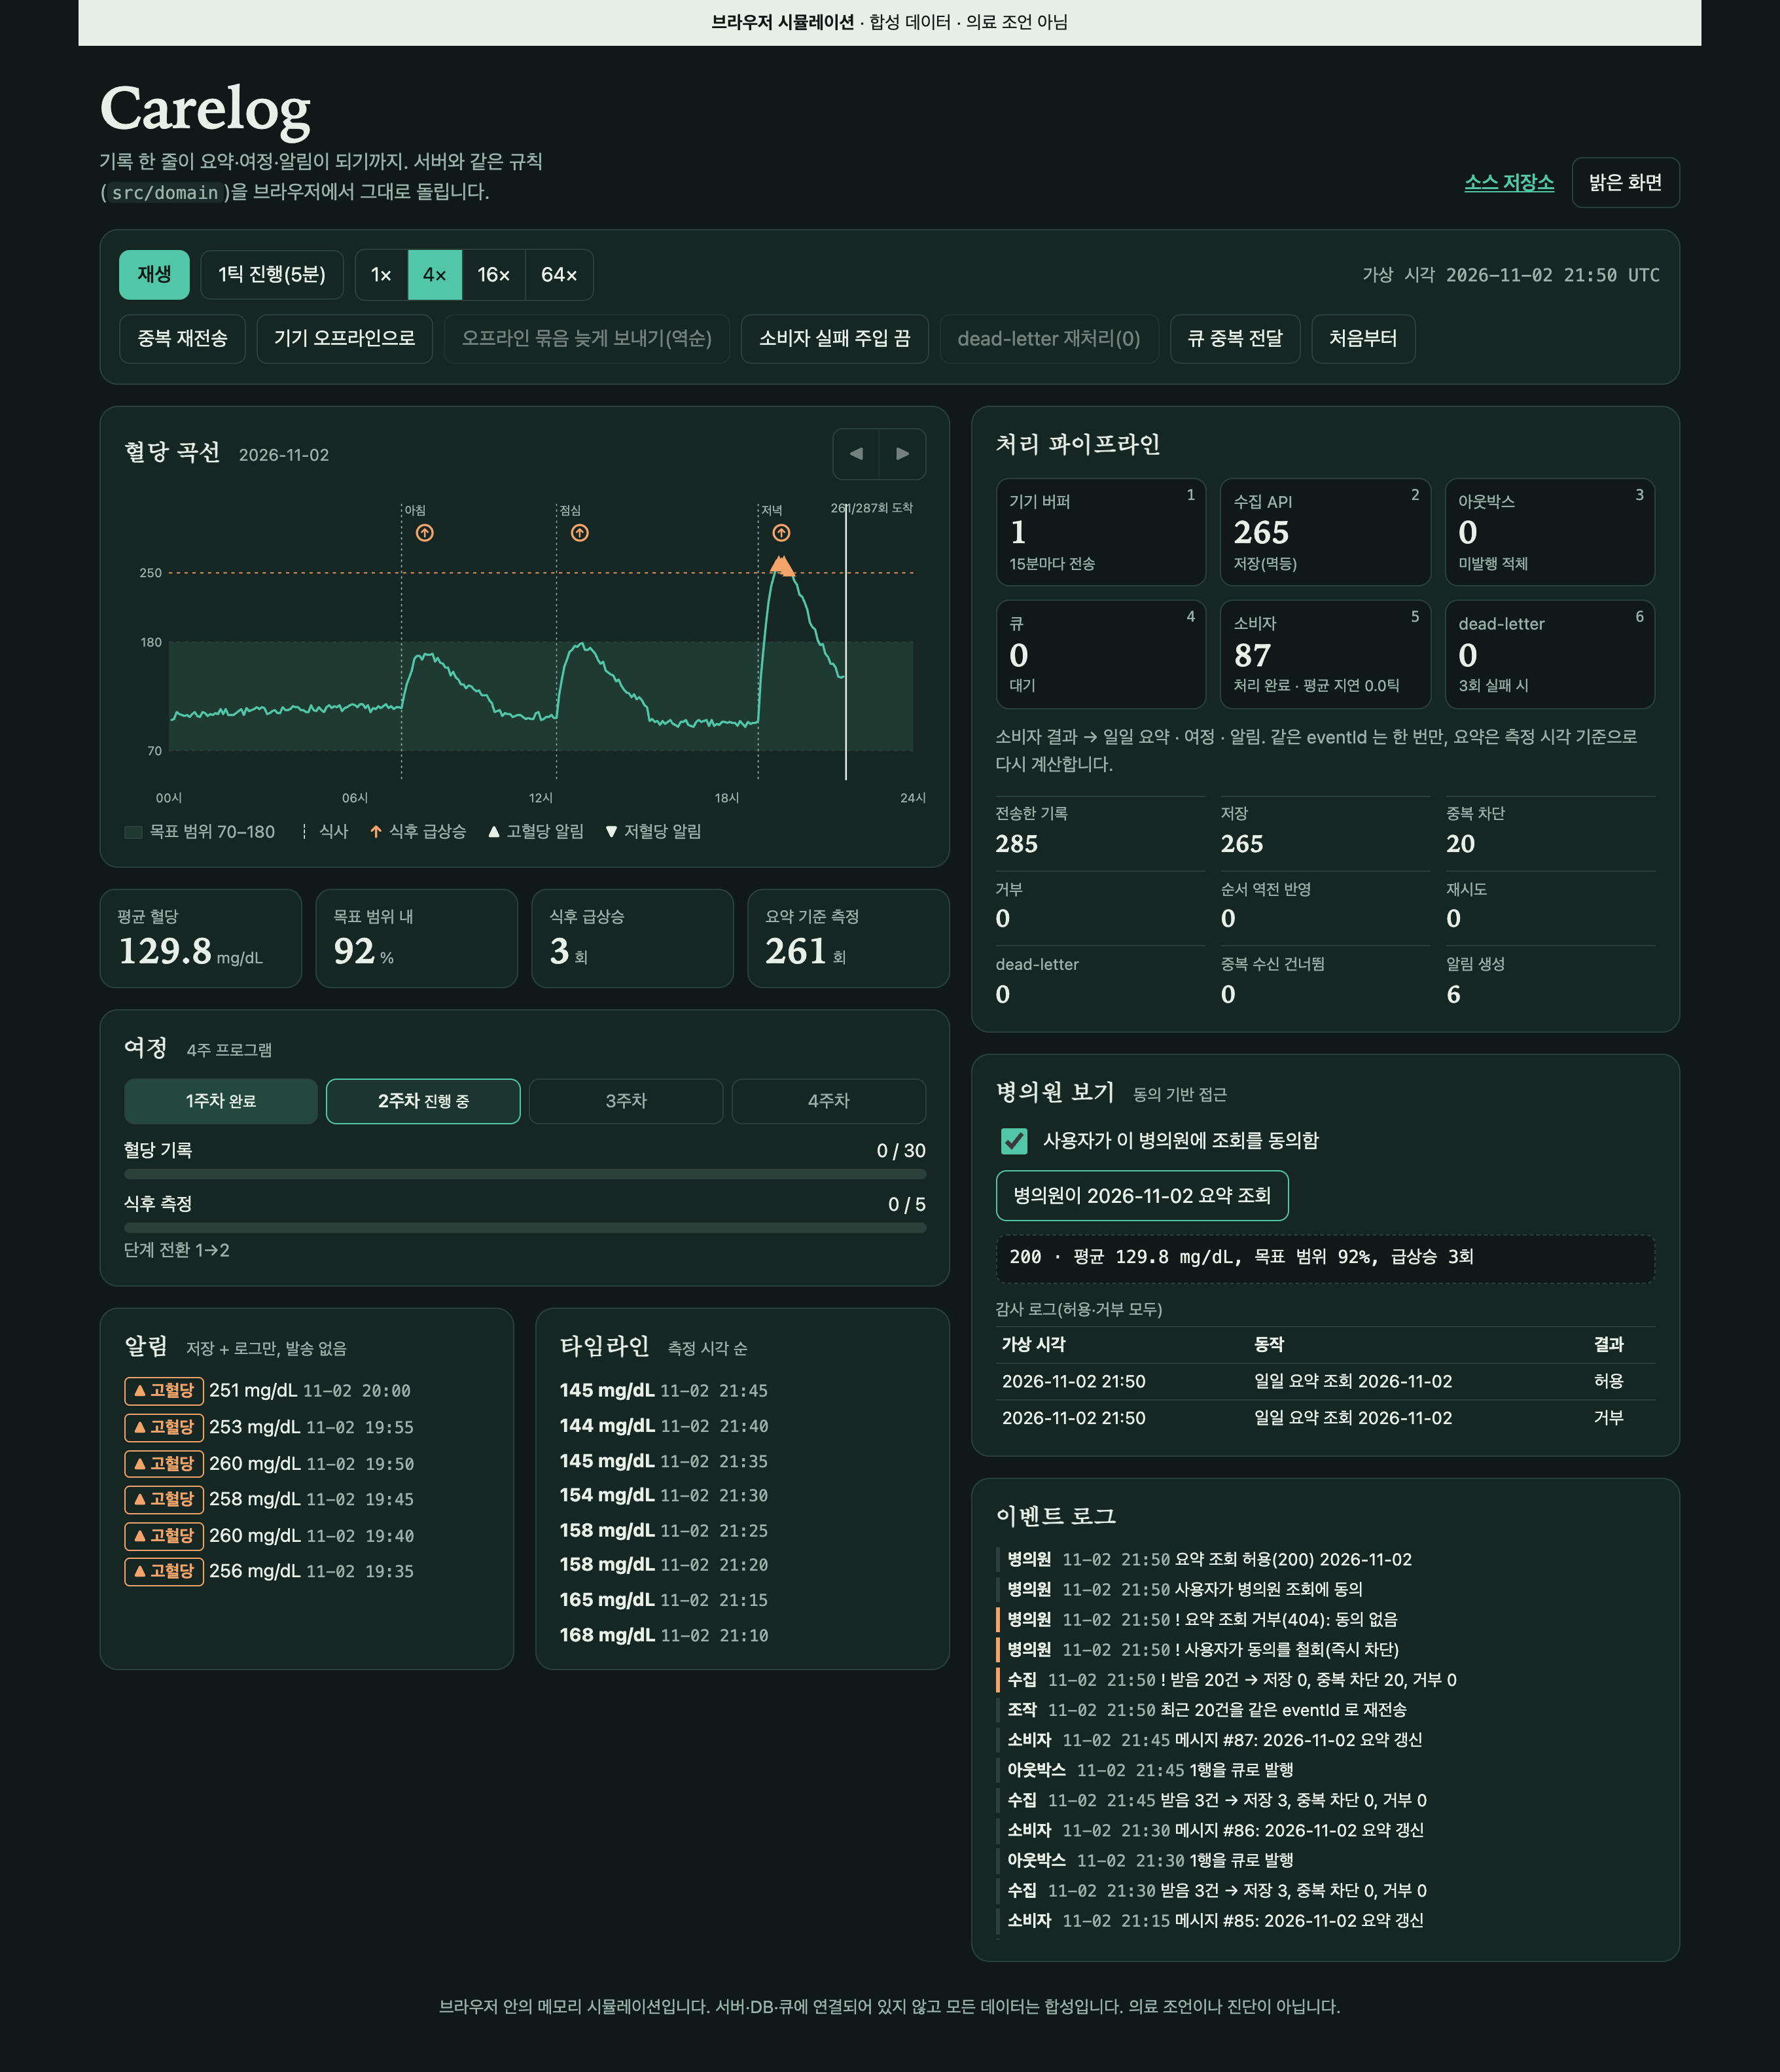 브라우저 시뮬레이션 · 합성 데이터 · 의료 조언 아님
Carelog
기록 한 줄이 요약·여정·알림이 되기까지. 서버와 같은 규칙
(src/domain)을 브라우저에서 그대로 돌립니다.
소스 저장소
밝은 화면
재생
1틱 진행(5분)
1×
4×
16×
64×
가상 시각 2026-11-02 21:50 UTC
중복 재전송
기기 오프라인으로
오프라인 묶음 늦게 보내기(역순)
소비자 실패 주입 끔
dead-letter 재처리(0)
큐 중복 전달
처음부터
혈당 곡선 2026-11-02
◀ ▶
아침
점심
저녁
261/287회 도착
250
180
70
00시 06시 12시 18시 24시
목표 범위 70–180 식사 식후 급상승 고혈당 알림 저혈당 알림
평균 혈당
129.8 mg/dL
목표 범위 내
92 %
식후 급상승
3 회
요약 기준 측정
261 회
여정 4주 프로그램
1주차 완료
2주차 진행 중
3주차
4주차
혈당 기록 0 / 30
식후 측정 0 / 5
단계 전환 1→2
알림 저장 + 로그만, 발송 없음
▲ 고혈당 251 mg/dL 11-02 20:00
▲ 고혈당 253 mg/dL 11-02 19:55
▲ 고혈당 260 mg/dL 11-02 19:50
▲ 고혈당 258 mg/dL 11-02 19:45
▲ 고혈당 260 mg/dL 11-02 19:40
▲ 고혈당 256 mg/dL 11-02 19:35
타임라인 측정 시각 순
145 mg/dL 11-02 21:45
144 mg/dL 11-02 21:40
145 mg/dL 11-02 21:35
154 mg/dL 11-02 21:30
158 mg/dL 11-02 21:25
158 mg/dL 11-02 21:20
165 mg/dL 11-02 21:15
168 mg/dL 11-02 21:10
처리 파이프라인
기기 버퍼 1
1
15분마다 전송
수집 API 2
265
저장(멱등)
아웃박스 3
0
미발행 적체
큐 4
0
대기
소비자 5
87
처리 완료 · 평균 지연 0.0틱
dead-letter 6
0
3회 실패 시
소비자 결과 → 일일 요약 · 여정 · 알림. 같은 eventId 는 한 번만, 요약은 측정 시각 기준으로
다시 계산합니다.
전송한 기록
285
저장
265
중복 차단
20
거부
0
순서 역전 반영
0
재시도
0
dead-letter
0
중복 수신 건너뜀
0
알림 생성
6
병의원 보기 동의 기반 접근
사용자가 이 병의원에 조회를 동의함
병의원이 2026-11-02 요약 조회
200 · 평균 129.8 mg/dL, 목표 범위 92%, 급상승 3회
감사 로그(허용·거부 모두)
가상 시각 동작 결과
2026-11-02 21:50 일일 요약 조회 2026-11-02 허용
2026-11-02 21:50 일일 요약 조회 2026-11-02 거부
이벤트 로그
병의원 11-02 21:50 요약 조회 허용(200) 2026-11-02
병의원 11-02 21:50 사용자가 병의원 조회에 동의
병의원 11-02 21:50 ! 요약 조회 거부(404): 동의 없음
병의원 11-02 21:50 ! 사용자가 동의를 철회(즉시 차단)
수집 11-02 21:50 ! 받음 20건 → 저장 0, 중복 차단 20, 거부 0
조작 11-02 21:50 최근 20건을 같은 eventId 로 재전송
소비자 11-02 21:45 메시지 #87: 2026-11-02 요약 갱신
아웃박스 11-02 21:45 1행을 큐로 발행
수집 11-02 21:45 받음 3건 → 저장 3, 중복 차단 0, 거부 0
소비자 11-02 21:30 메시지 #86: 2026-11-02 요약 갱신
아웃박스 11-02 21:30 1행을 큐로 발행
수집 11-02 21:30 받음 3건 → 저장 3, 중복 차단 0, 거부 0
소비자 11-02 21:15 메시지 #85: 2026-11-02 요약 갱신
브라우저 안의 메모리 시뮬레이션입니다. 서버·DB·큐에 연결되어 있지 않고 모든 데이터는 합성입니다. 의료 조언이나 진단이 아닙니다.